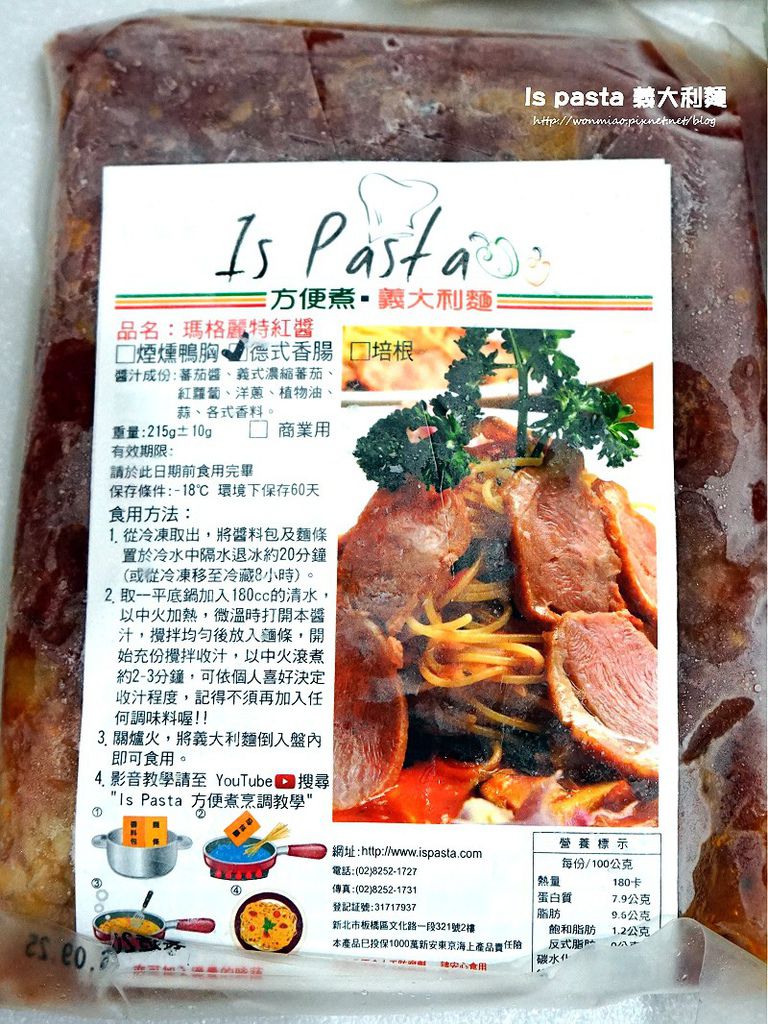 Is pasta 義大利麵
http://wonmiao.pixnet.net/blog
Is Pasta
方便煮·義大利麵
品名：瑪格麗特紅醬
□煙燻鴨胸 ☑德式香腸 □培根
醬汁成份:蕃茄醬、義式濃縮蕃茄、
紅蘿蔔、洋蔥、植物油、
蒜、各式香料。
重量:215g±10g □ 商業用
有效期限:
請於此日期前食用完畢
保存條件:-18℃ 環境下保存60天
食用方法：
1. 從冷凍取出，將醬料包及麵條
置於冷水中隔水退冰約20分鐘
(或從冷凍移至冷藏8小時)。
2. 取一平底鍋加入180cc的清水，
以中火加熱，微溫時打開本醬
汁，攪拌均勻後放入麵條，開
始充份攪拌收汁，以中火滾煮
約2-3分鐘，可依個人喜好決定
收汁程度，記得不須再加入任
何調味料喔!!
3. 關爐火，將義大利麵倒入盤內
即可食用。
4. 影音教學請至 YouTube 搜尋
"Is Pasta 方便煮烹調教學"
① ②
醬料包 麵條
③ ④
網址:http://www.ispasta.com
電話:(02)8252-1727
傳真:(02)8252-1731
登記證號:31717937
新北市板橋區文化路一段321號2樓
本產品已投保1000萬新安東京海上產品責任險
請安心食用
營養標示
每份/100公克
熱量 180卡
蛋白質 7.9公克
脂肪 9.6公克
飽和脂肪 1.2公克
反式脂肪 0公克
碳水化